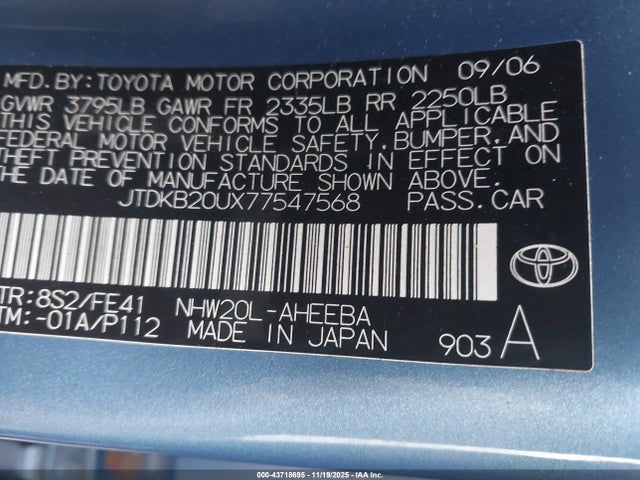 MFD.BY:TOYOTA MOTOR CORPORATION 09/06
GVWR 3795LB GAWR FR 2335LB RR 2250LB
THIS VEHICLE CONFORMS TO ALL APPLICABLE
FEDERAL MOTOR VEHICLE SAFETY,BUMPER,AND
THEFT PREVENTION STANDARDS IN EFFECT ON
THE DATE OF MANUFACTURE SHOWN ABOVE.
JTDKB20UX77547568 PASS.CAR
TR:8S2/FE41 NHW20L-AHEEBA
TM:-01A/P112 MADE IN JAPAN 903 A
000-43718695 - 11/19/2025 - IAA Inc.